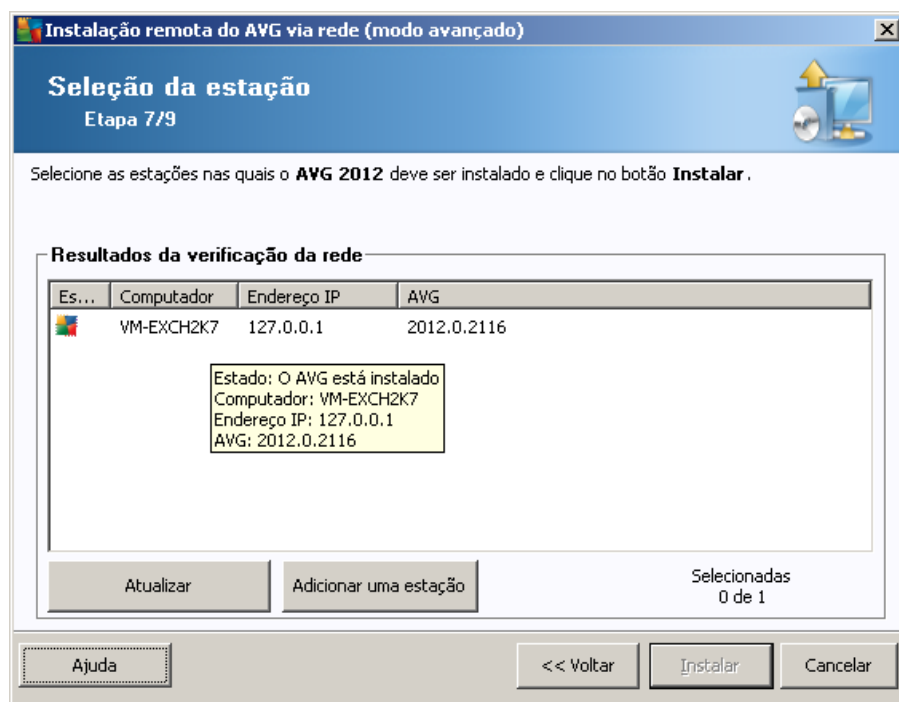 Instalação remota do AVG via rede (modo avançado)
Seleção da estação
Etapa 7/9
Selecione as estações nas quais o AVG 2012 deve ser instalado e clique no botão Instalar.
Resultados da verificação da rede
Es... Computador Endereço IP AVG
VM-EXCH2K7 127.0.0.1 2012.0.2116
Estado: O AVG está instalado
Computador: VM-EXCH2K7
Endereço IP: 127.0.0.1
AVG: 2012.0.2116
Atualizar Adicionar uma estação Selecionadas
0 de 1
Ajuda << Voltar Instalar Cancelar